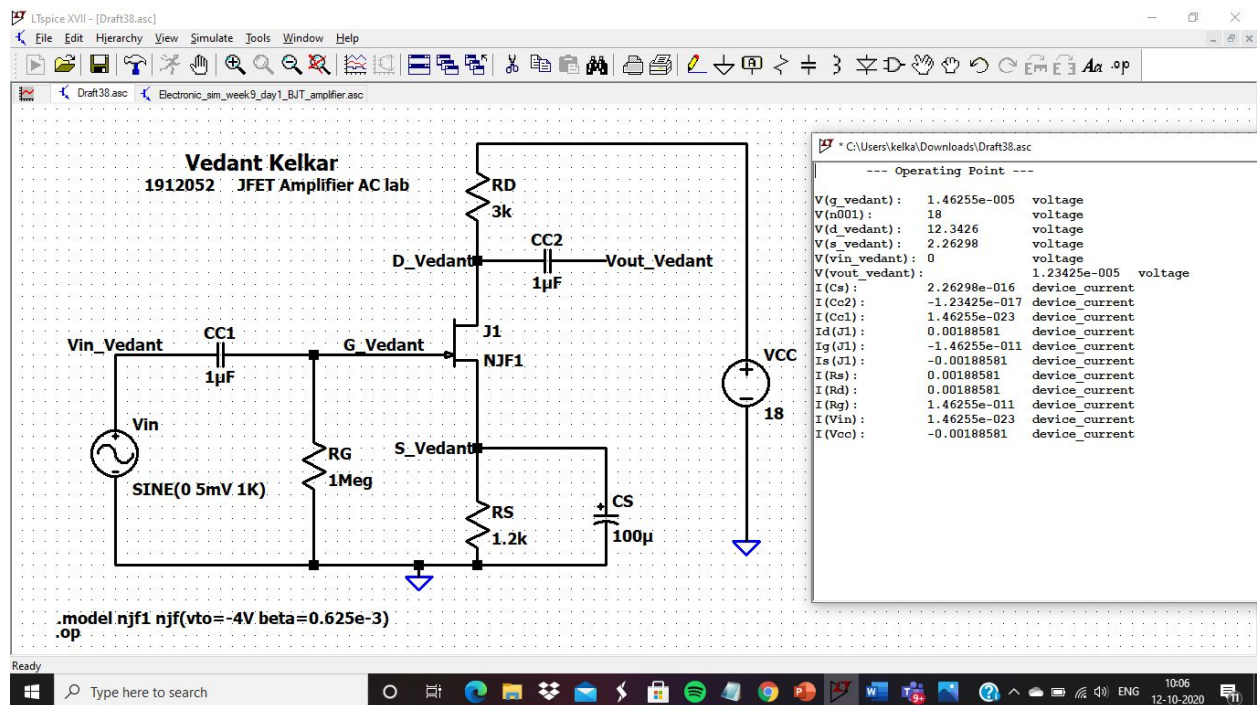 LTspice XVII - [Draft38.asc]
File Edit Hierarchy View Simulate Tools Window Help
.op
Draft38.asc Electronic_sim_week9_day1_BJT_amplifier.asc
Vedant Kelkar
1912052 JFET Amplifier AC lab
RD
3k
CC2
D_Vedant
Vout_Vedant
1µF
J1
NJF1
CC1
Vin_Vedant
G_Vedant
1µF
VCC
18
Vin
SINE(0 5mV 1K)
RG
1Meg
S_Vedant
RS
1.2k
CS
100µ
.model njf1 njf(vto=-4V beta=0.625e-3)
.op
* C:\Users\kelka\Downloads\Draft38.asc
--- Operating Point ---
V(g_vedant): 1.46255e-005 voltage
V(n001): 18 voltage
V(d_vedant): 12.3426 voltage
V(s_vedant): 2.26298 voltage
V(vin_vedant): 0 voltage
V(vout_vedant): 1.23425e-005 voltage
I(Cs): 2.26298e-016 device_current
I(Cc2): -1.23425e-017 device_current
I(Cc1): 1.46255e-023 device_current
Id(J1): 0.00188581 device_current
Ig(J1): -1.46255e-011 device_current
Is(J1): -0.00188581 device_current
I(Rs): 0.00188581 device_current
I(Rd): 0.00188581 device_current
I(Rg): 1.46255e-011 device_current
I(Vin): 1.46255e-023 device_current
I(Vcc): -0.00188581 device_current
Ready
Type here to search
ENG
10:06
12-10-2020